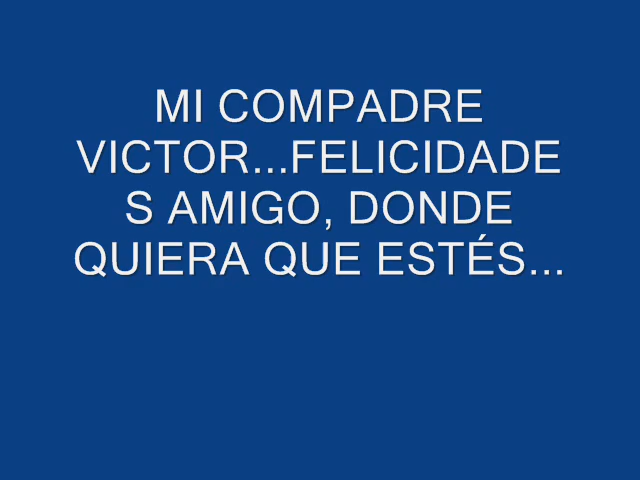 MI COMPADRE
VICTOR...FELICIDADE
S AMIGO, DONDE
QUIERA QUE ESTÉS...